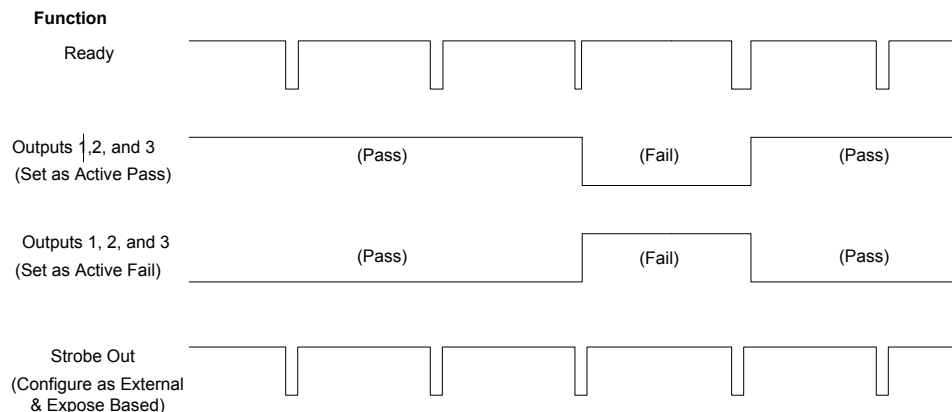 Function
Ready
Outputs 1,2, and 3
(Set as Active Pass)
(Pass)
(Fail)
(Pass)
Outputs 1, 2, and 3
(Set as Active Fail)
(Pass)
(Fail)
(Pass)
Strobe Out
(Configure as External
& Expose Based)